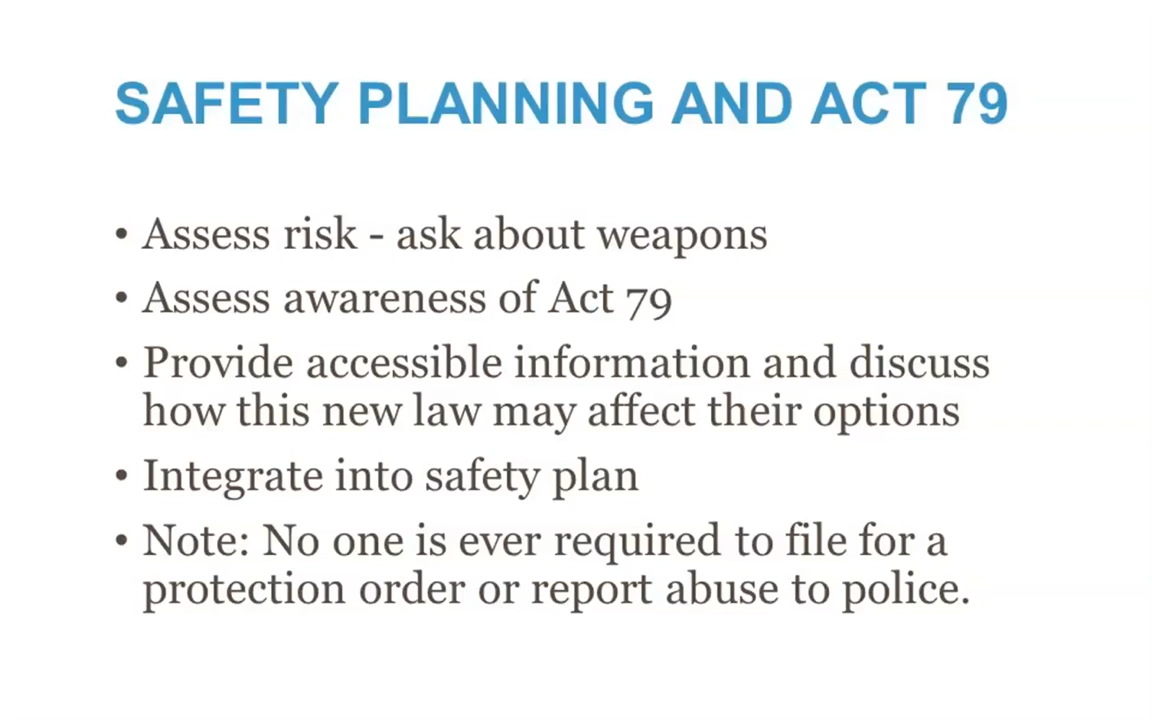 SAFETY PLANNING AND ACT 79
• Assess risk - ask about weapons
• Assess awareness of Act 79
• Provide accessible information and discuss
how this new law may affect their options
• Integrate into safety plan
• Note: No one is ever required to file for a
protection order or report abuse to police.